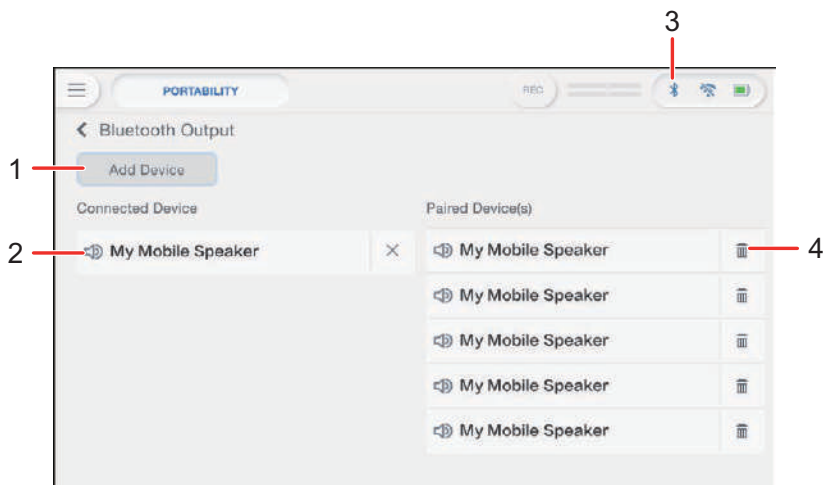 3
PORTABILITY
REC
Bluetooth Output
1
Add Device
Connected Device
Paired Device(s)
2
My Mobile Speaker
My Mobile Speaker
4
My Mobile Speaker
My Mobile Speaker
My Mobile Speaker
My Mobile Speaker